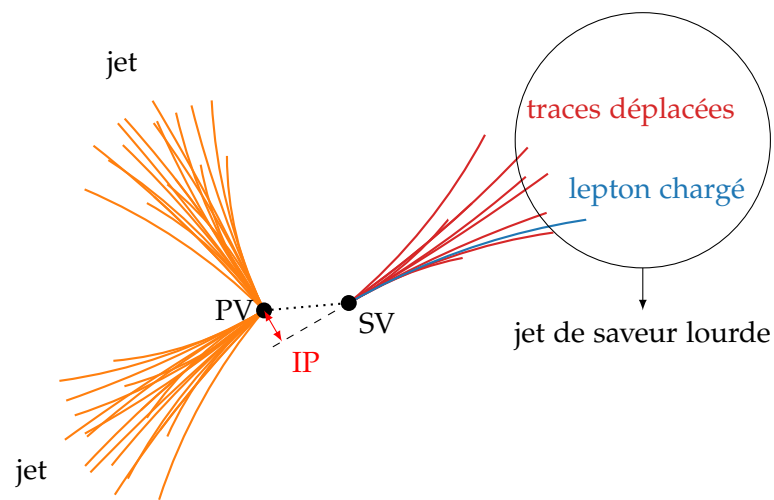 jet
traces déplacées
lepton chargé
PV
SV
jet de saveur lourde
IP
jet